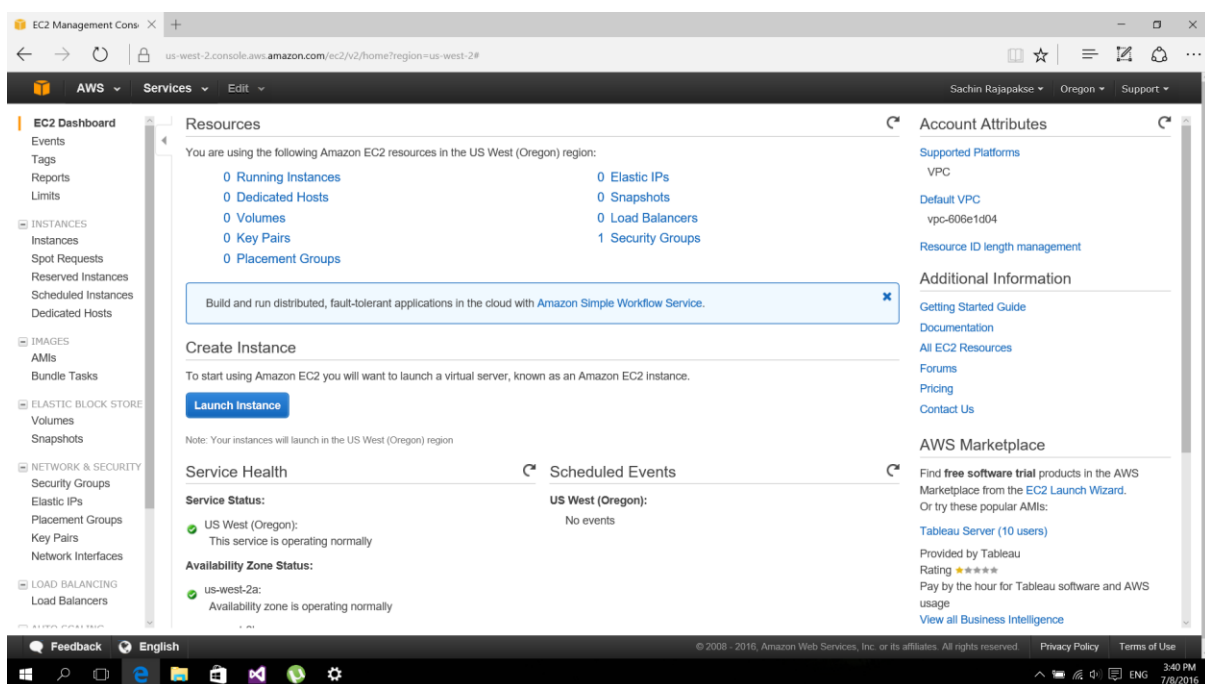 EC2 Management Cons
us-west-2.console.aws.amazon.com/ec2/v2/home?region=us-west-2#
AWS Services Edit Sachin Rajapakse Oregon Support
EC2 Dashboard
Events
Tags
Reports
Limits
INSTANCES
Instances
Spot Requests
Reserved Instances
Scheduled Instances
Dedicated Hosts
IMAGES
AMIs
Bundle Tasks
ELASTIC BLOCK STORE
Volumes
Snapshots
NETWORK & SECURITY
Security Groups
Elastic IPs
Placement Groups
Key Pairs
Network Interfaces
LOAD BALANCING
Load Balancers
AUTO SCALING
Resources
You are using the following Amazon EC2 resources in the US West (Oregon) region:
0 Running Instances
0 Dedicated Hosts
0 Volumes
0 Key Pairs
0 Placement Groups
0 Elastic IPs
0 Snapshots
0 Load Balancers
1 Security Groups
Build and run distributed, fault-tolerant applications in the cloud with Amazon Simple Workflow Service.
Create Instance
To start using Amazon EC2 you will want to launch a virtual server, known as an Amazon EC2 instance.
Launch Instance
Note: Your instances will launch in the US West (Oregon) region
Service Health
Service Status:
US West (Oregon):
This service is operating normally
Availability Zone Status:
us-west-2a:
Availability zone is operating normally
Scheduled Events
US West (Oregon):
No events
Account Attributes
Supported Platforms
VPC
Default VPC
vpc-606e1d04
Resource ID length management
Additional Information
Getting Started Guide
Documentation
All EC2 Resources
Forums
Pricing
Contact Us
AWS Marketplace
Find free software trial products in the AWS
Marketplace from the EC2 Launch Wizard.
Or try these popular AMIs:
Tableau Server (10 users)
Provided by Tableau
Rating
Pay by the hour for Tableau software and AWS
usage
View all Business Intelligence
Feedback English © 2008 - 2016, Amazon Web Services, Inc. or its affiliates. All rights reserved. Privacy Policy Terms of Use
ENG
3:40 PM
7/8/2016